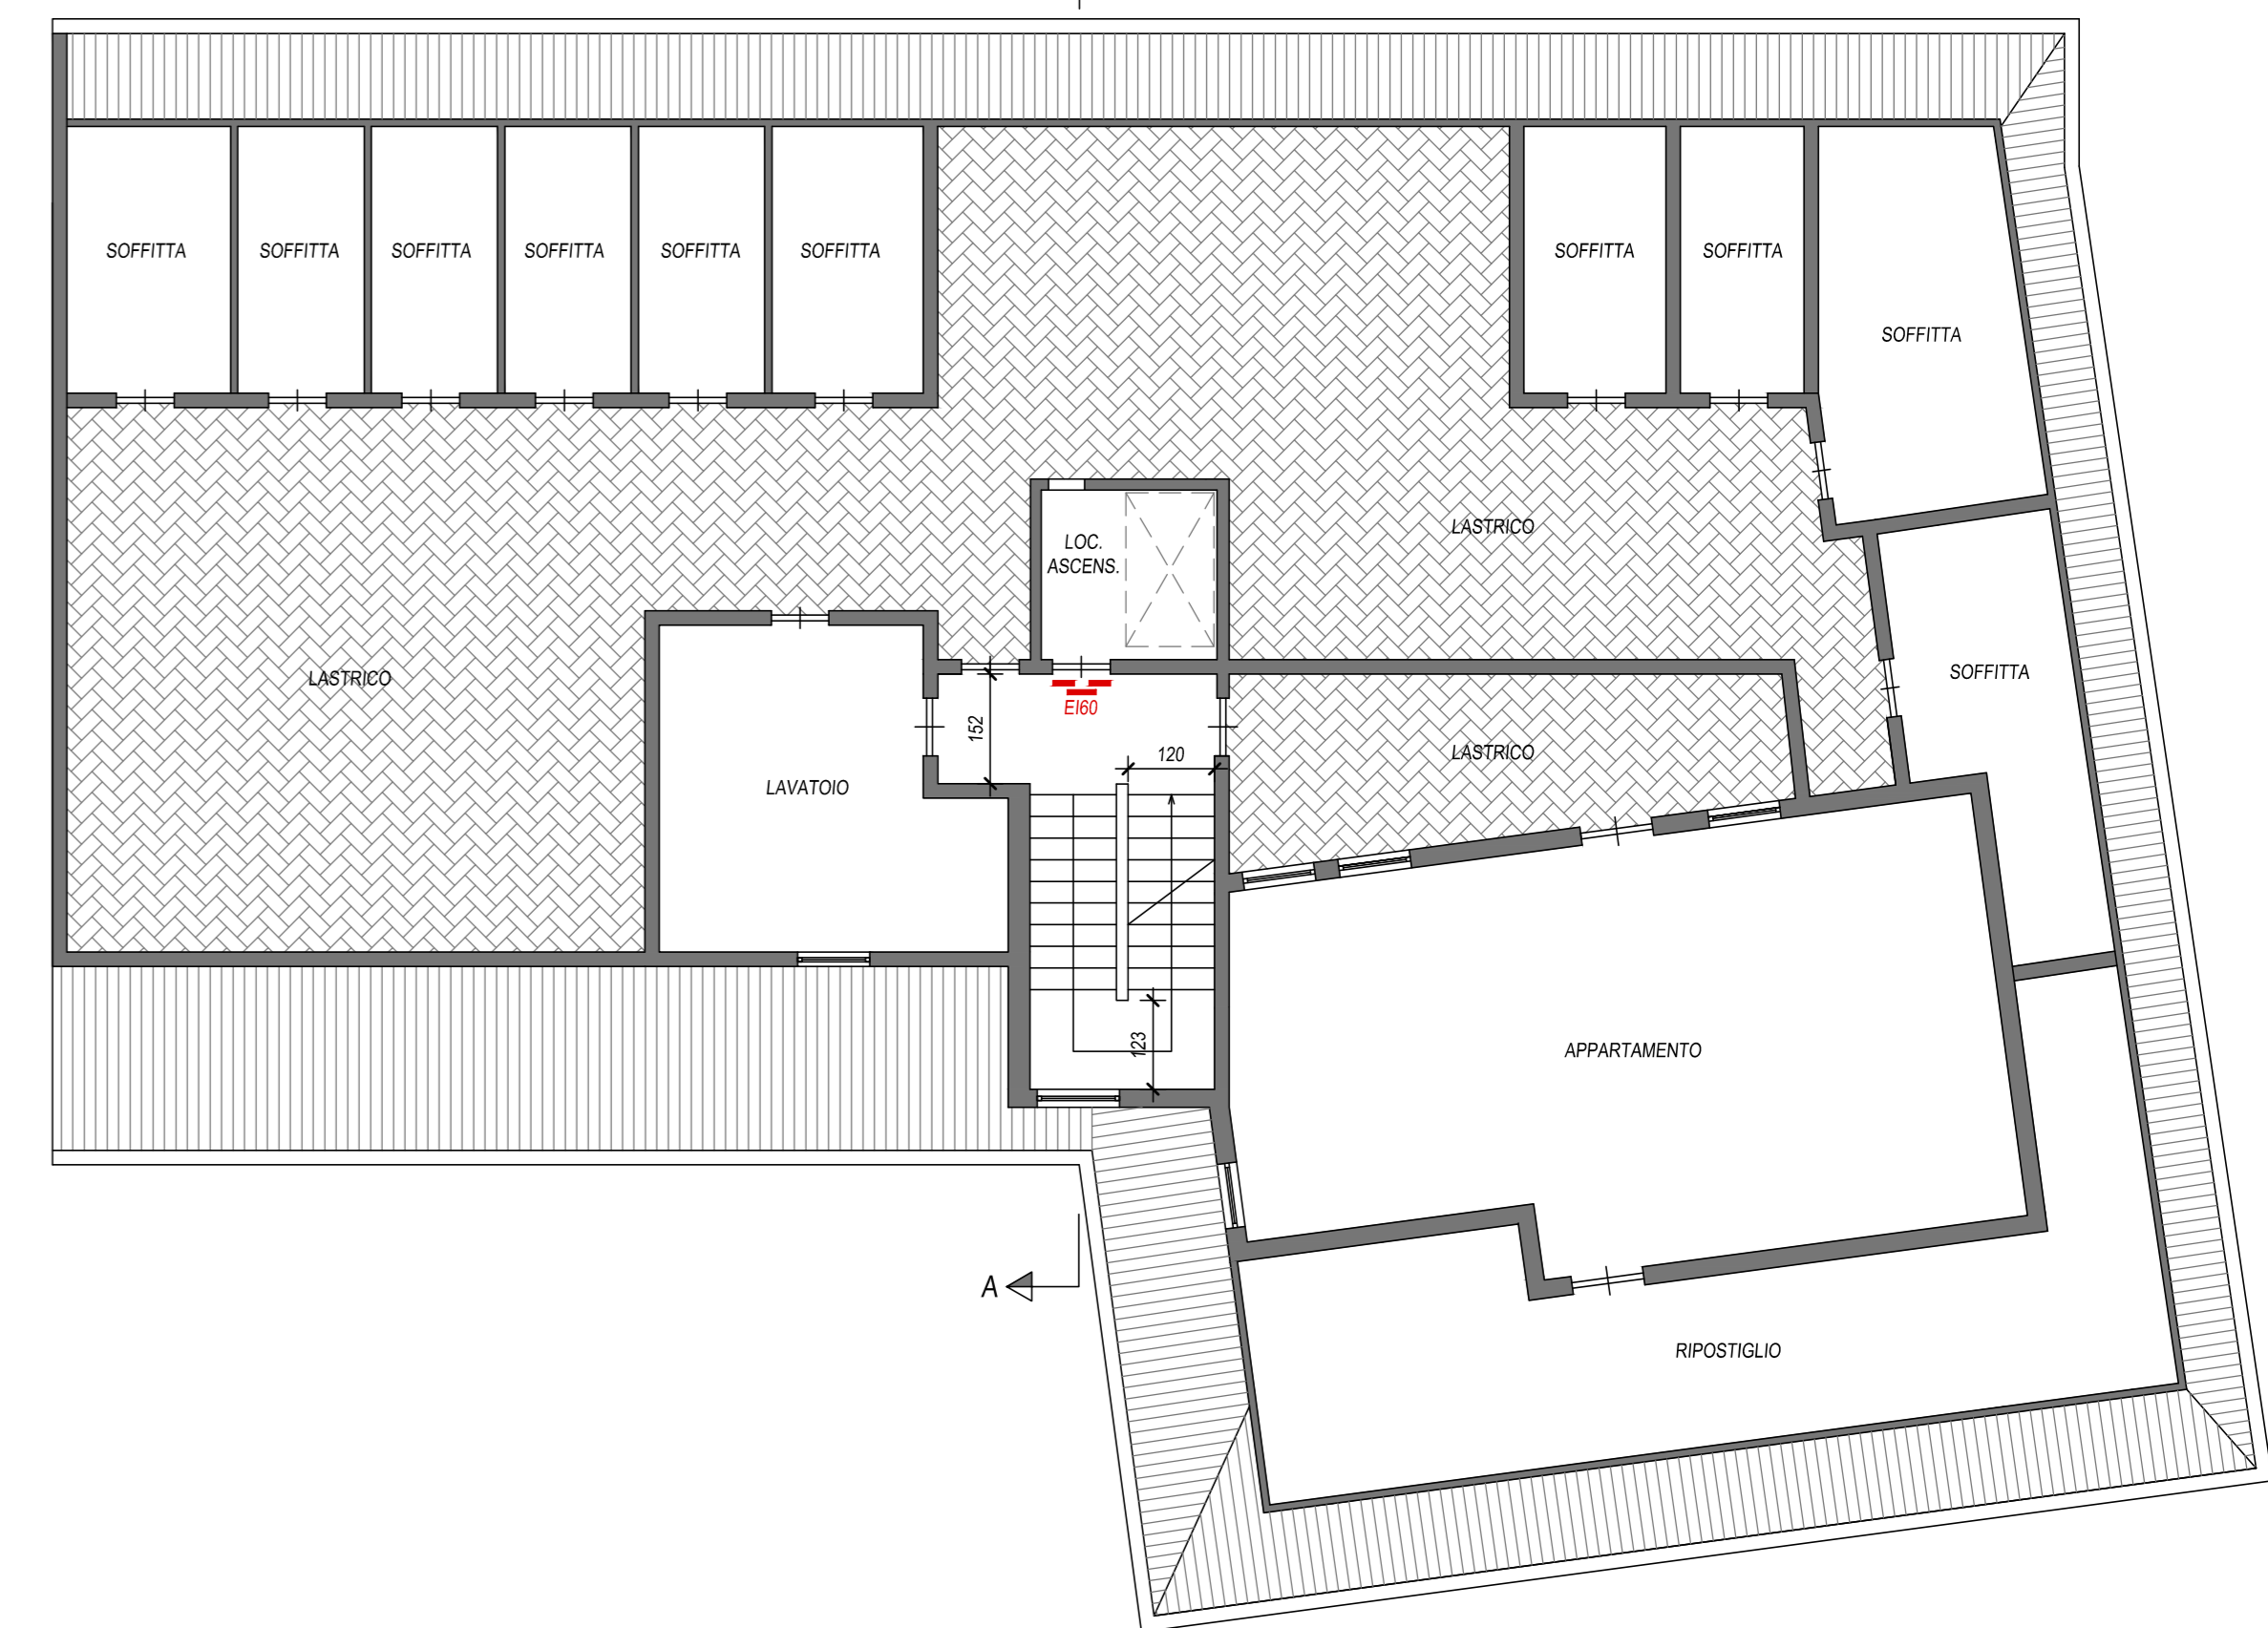 SOFFITTA
SOFFITTA
SOFFITTA
SOFFITTA
SOFFITTA
SOFFITTA
SOFFITTA
SOFFITTA
SOFFITTA
LASTRICO
LOC.
ASCENS.
LASTRICO
SOFFITTA
EI60
152
120
LASTRICO
LAVATOIO
123
APPARTAMENTO
A
RIPOSTIGLIO